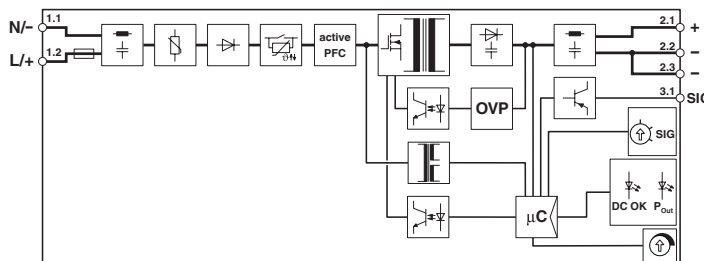 N/-
1.1
L/+
1.2
ϑ
active
PFC
2.1
+
2.2
−
2.3
−
3.1
SIG
OVP
SIG
µC
DC OK
P Out